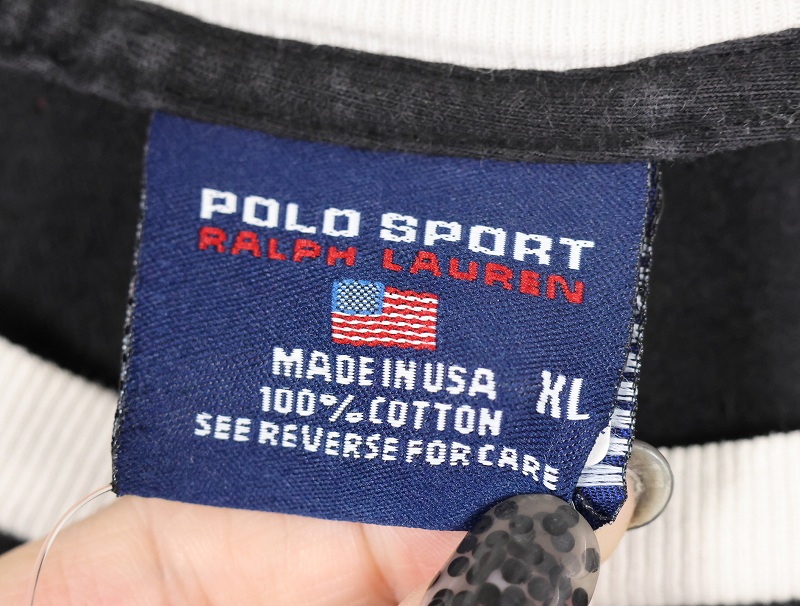 POLO SPORT
RALPH LAUREN
MADE IN USA
XL
100% COTTON
SEE REVERSE FOR CARE